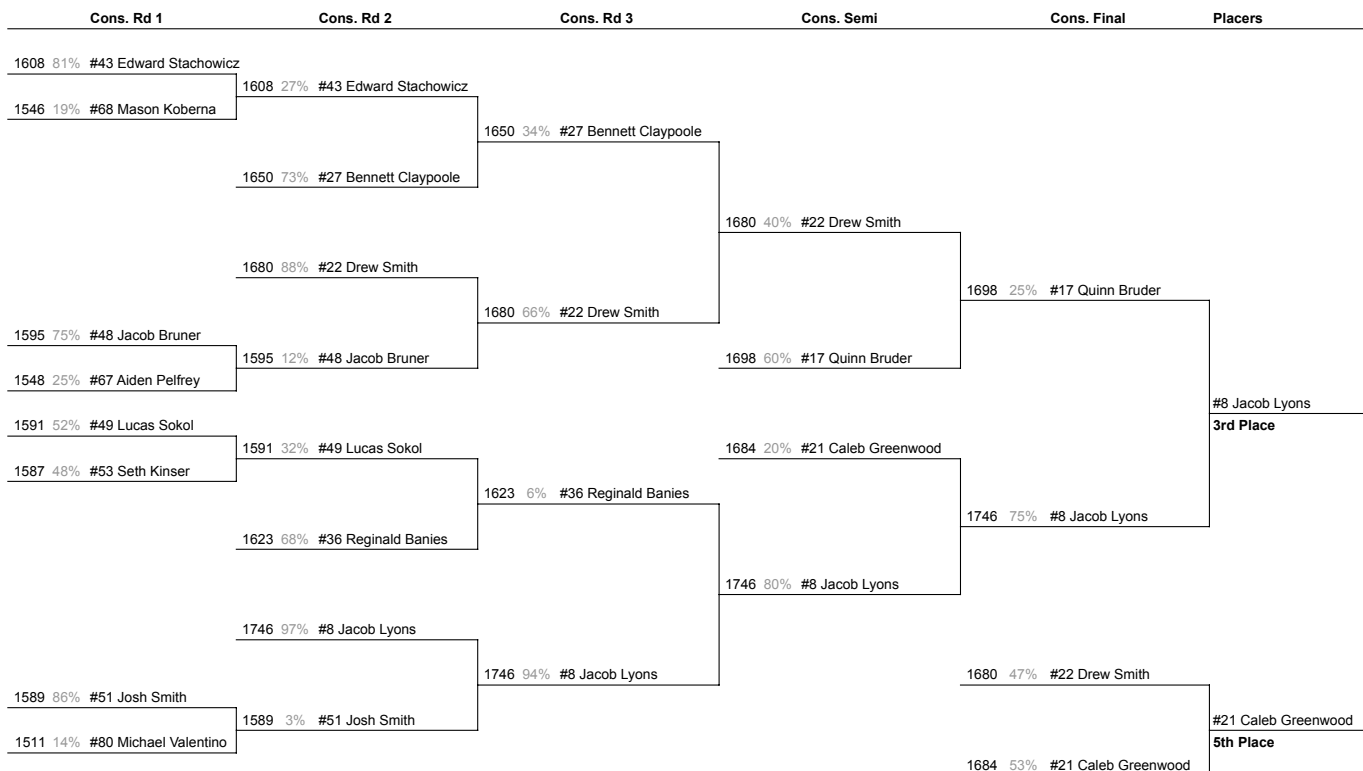 Cons. Rd 1 Cons. Rd 2 Cons. Rd 3 Cons. Semi Cons. Final Placers
1608 81% #43 Edward Stachowicz
1546 19% #68 Mason Koberna
1595 75% #48 Jacob Bruner
1548 25% #67 Aiden Pelfrey
1591 52% #49 Lucas Sokol
1587 48% #53 Seth Kinser
1589 86% #51 Josh Smith
1511 14% #80 Michael Valentino
1608 27% #43 Edward Stachowicz
1650 73% #27 Bennett Claypoole
1680 88% #22 Drew Smith
1595 12% #48 Jacob Bruner
1591 32% #49 Lucas Sokol
1623 68% #36 Reginald Banies
1746 97% #8 Jacob Lyons
1589 3% #51 Josh Smith
1650 34% #27 Bennett Claypoole
1680 66% #22 Drew Smith
1623 6% #36 Reginald Banies
1746 94% #8 Jacob Lyons
1680 40% #22 Drew Smith
1698 60% #17 Quinn Bruder
1684 20% #21 Caleb Greenwood
1746 80% #8 Jacob Lyons
1698 25% #17 Quinn Bruder
1746 75% #8 Jacob Lyons
1680 47% #22 Drew Smith
1684 53% #21 Caleb Greenwood
#8 Jacob Lyons
3rd Place
#21 Caleb Greenwood
5th Place